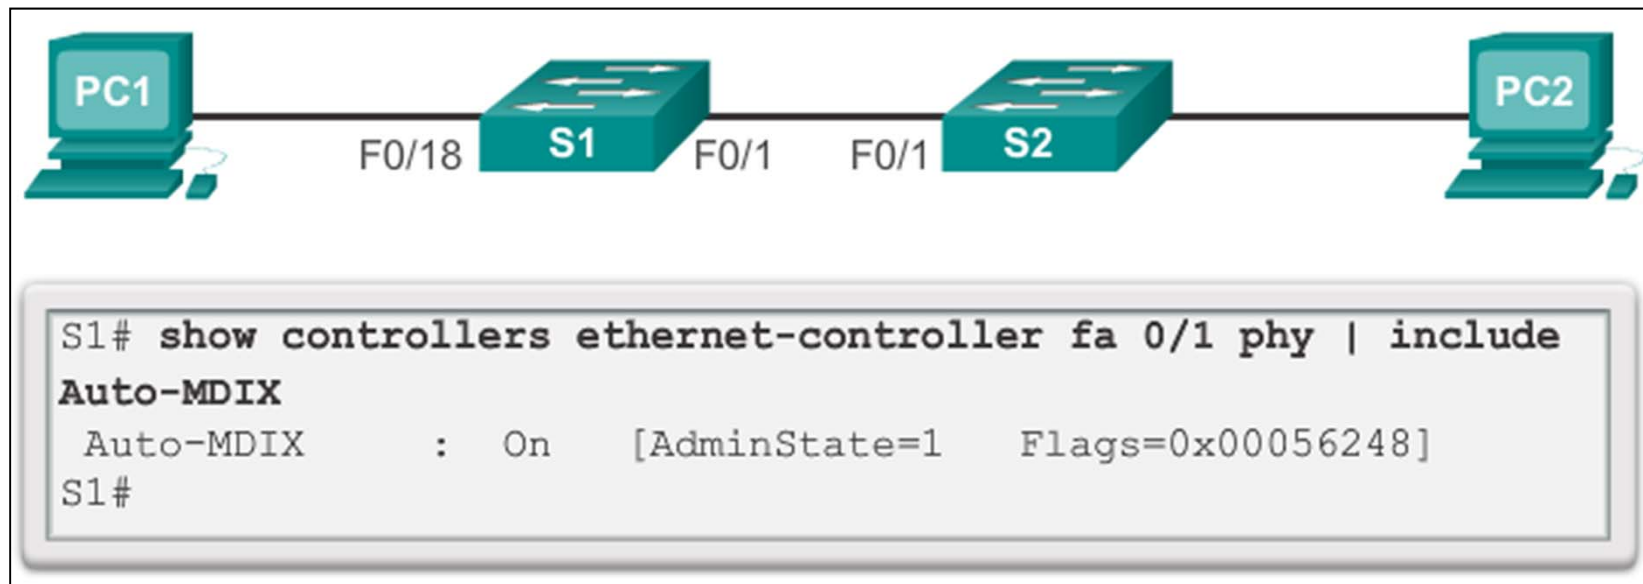 PC1
S1
S2
PC2
F0/18
F0/1
F0/1
S1# show controllers ethernet-controller fa 0/1 phy | include
Auto-MDIX
Auto-MDIX : On [AdminState=1 Flags=0x00056248]
S1#